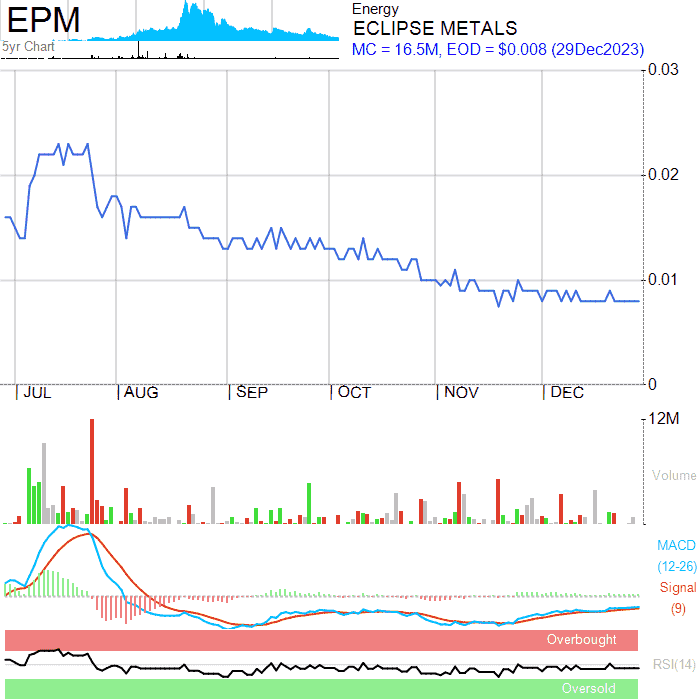 EPM
5yr Chart
Energy
ECLIPSE METALS
MC = 16.5M, EOD = $0.008 (29Dec2023)
0.03
0.02
0.01
0
JUL AUG SEP OCT NOV DEC
12M
Volume
MACD
(12-26)
Signal
(9)
Overbought
RSI(14)
Oversold